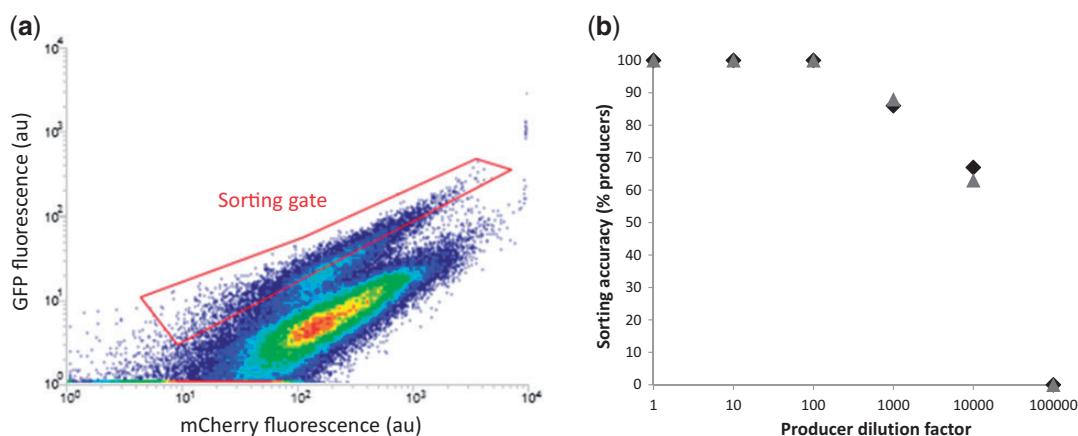 (a)
GFP fluorescence (au)
10⁴
10³
10²
10¹
10⁰
Sorting gate
10⁰ 10¹ 10² 10³ 10⁴
mCherry fluorescence (au)
(b)
Sorting accuracy (% producers)
100
90
80
70
60
50
40
30
20
10
0
1 10 100 1000 10000 100000
Producer dilution factor